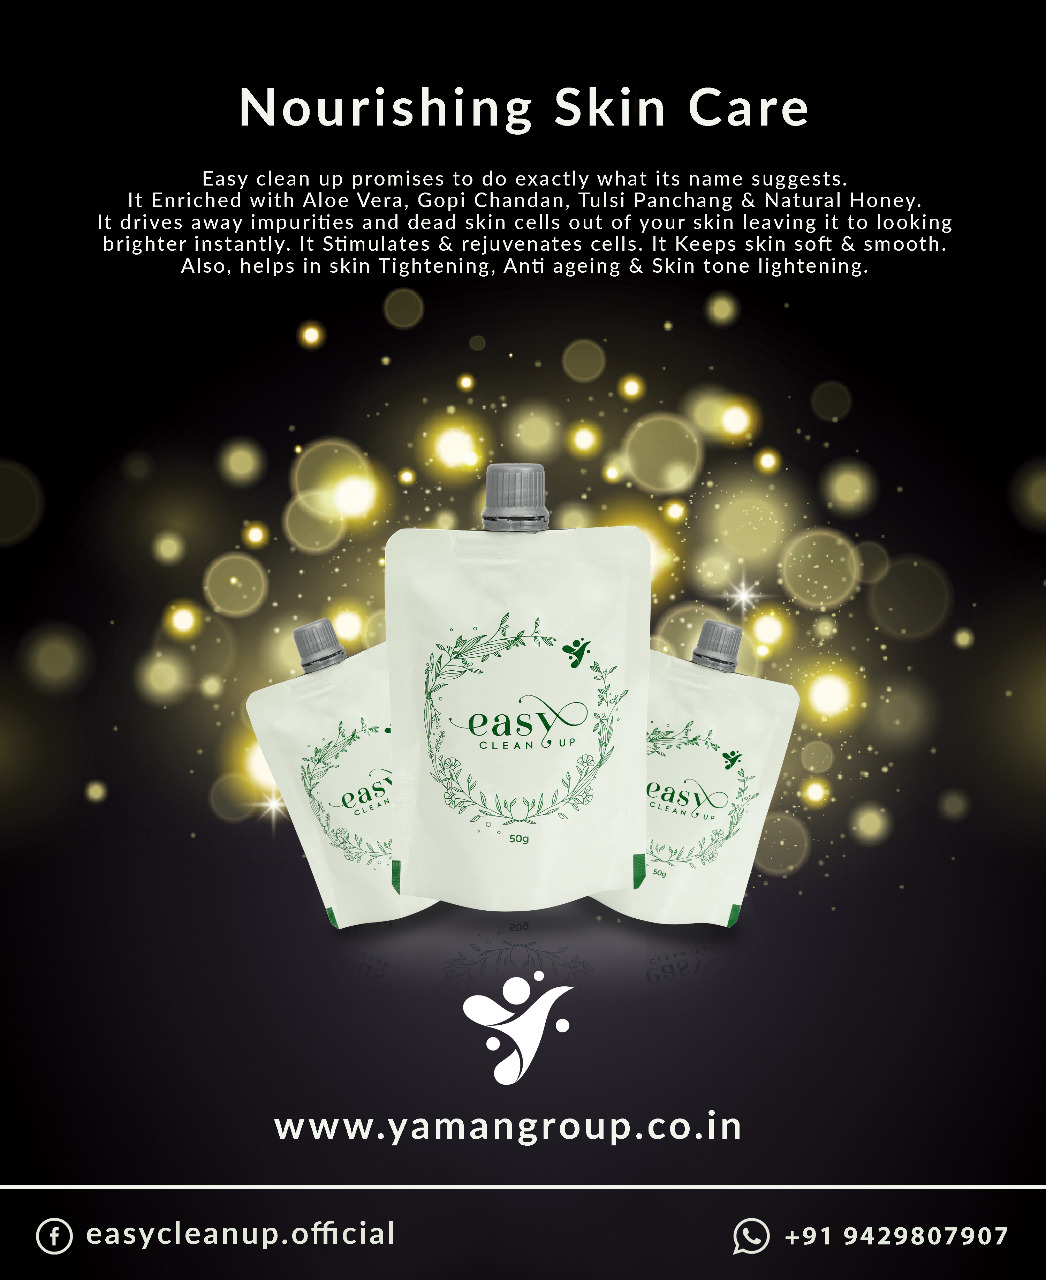 Nourishing Skin Care
Easy clean up promises to do exactly what its name suggests.
It Enriched with Aloe Vera, Gopi Chandan, Tulsi Panchang & Natural Honey.
It drives away impurities and dead skin cells out of your skin leaving it to looking
brighter instantly. It Stimulates & rejuvenates cells. It Keeps skin soft & smooth.
Also, helps in skin Tightening, Anti ageing & Skin tone lightening.
easy
CLEAN UP
50g
easy
CLEAN
easy
CLEAN UP
50g
www.yamangroup.co.in
easycleanup.official
+91 9429807907